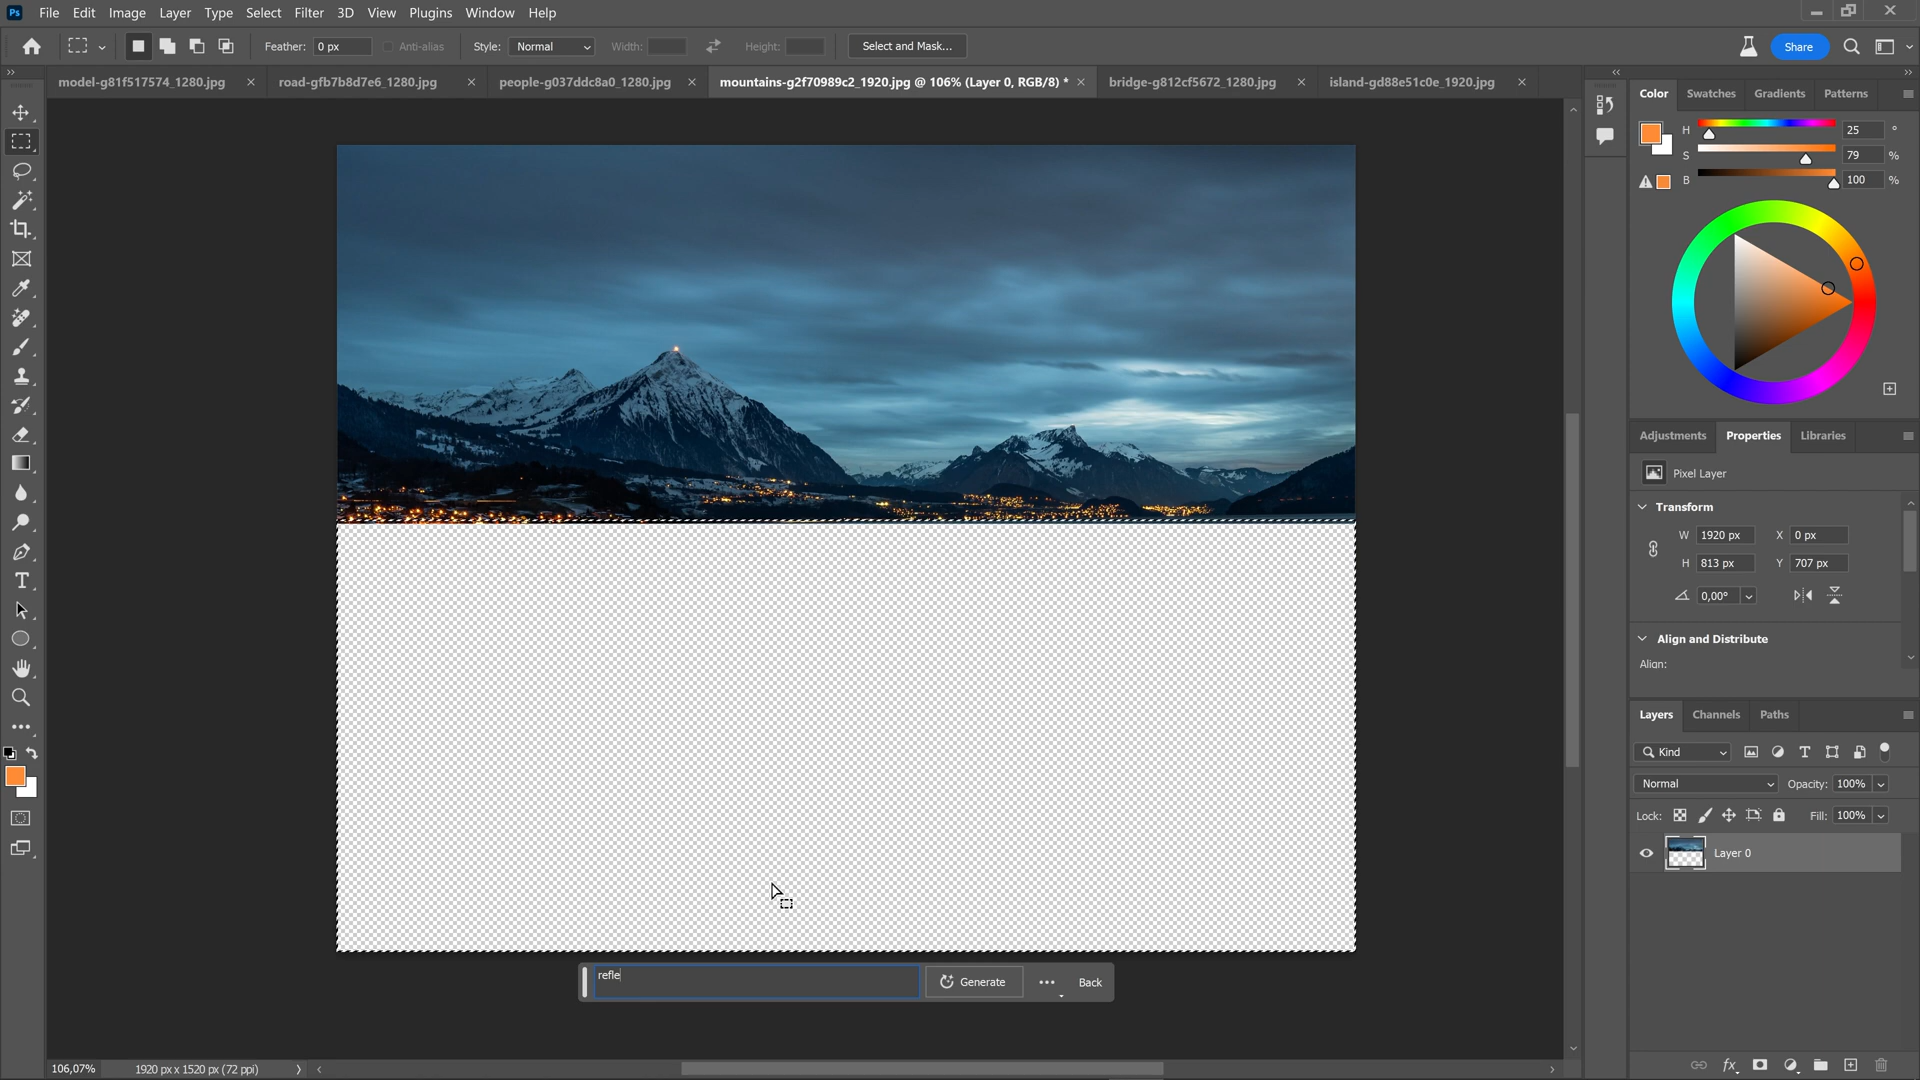 Ps File Edit Image Layer Type Select Filter 3D View Plugins Window Help
Feather: 0 px Anti-alias Style: Normal Width: Height: Select and Mask... Share
model-g81f517574_1280.jpg road-gfb7b8d7e6_1280.jpg people-g037ddc8a0_1280.jpg mountains-g2f70989c2_1920.jpg @ 106% (Layer 0, RGB/8) * bridge-g812cf5672_1280.jpg island-gd88e51c0e_1920.jpg
Color Swatches Gradients Patterns
H 25 °
S 79 %
B 100 %
Adjustments Properties Libraries
Pixel Layer
Transform
W 1920 px X 0 px
H 813 px Y 707 px
0,00°
Align and Distribute
Align:
Layers Channels Paths
Kind
Normal Opacity: 100%
Lock: Fill: 100%
Layer 0
refle Generate Back
106,07% 1920 px x 1520 px (72 ppi)